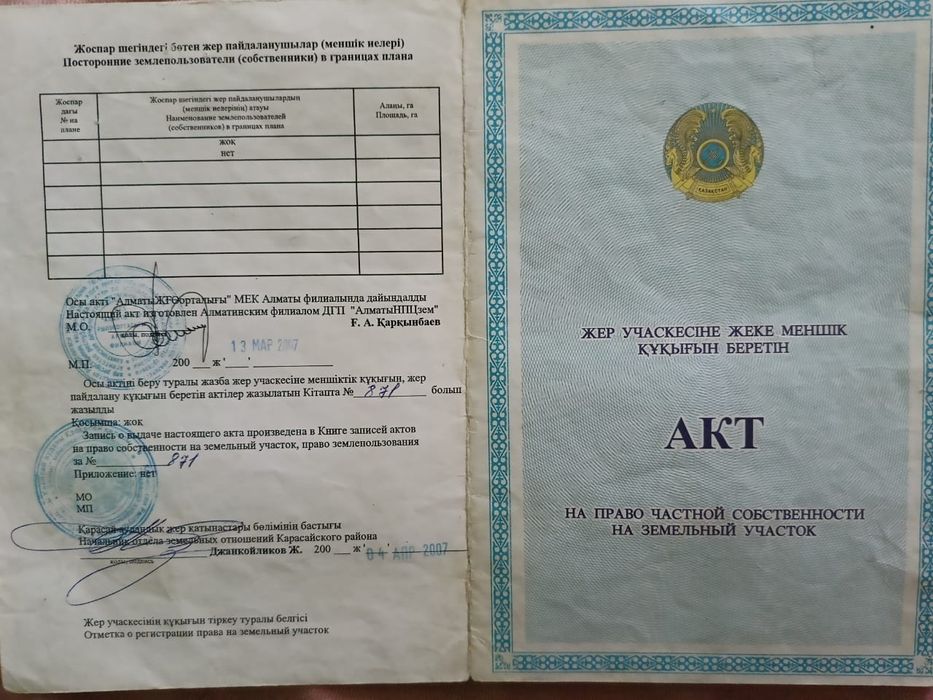 Жоспар шегіндегі бөтен жер пайдаланушылар (меншік иелері)
Посторонние землепользователи (собственники) в границах плана
Жоспар дағы № на плане
Жоспар шегіндегі жер пайдаланушылардың (меншік иелерінің) атауы
Наименование землепользователей (собственников) в границах плана
Алаңы, га
Площадь, га
жоқ
нет
Осы акті "АлматыЖҒӨорталығы" МЕК Алматы филиалында дайындалды
Настоящий акт изготовлен Алматинским филиалом ДГП "АлматыНПЦзем"
М.О. Ғ. А. Қарқынбаев
М.П. 200 ж 13 МАР 2007
Осы актіні беру туралы жазба жер учаскесіне меншіктік құқығын, жер
пайдалану құқығын беретін актілер жазылатын Кітапта № 871 болып
жазылды
Қосымша: жоқ
Запись о выдаче настоящего акта произведена в Книге записей актов
на право собственности на земельный участок, право землепользования
за № 871
Приложение: нет
МО
МП
Қарасай аудандық жер қатынастары бөлімінің бастығы
Начальник отдела земельных отношений Карасайского района
Джанкойликов Ж. 200 ж 04 АПР 2007
қолы, подпись
Жер учаскесінің құқығын тіркеу туралы белгісі
Отметка о регистрации права на земельный участок
ҚАЗАҚСТАН
ЖЕР УЧАСКЕСІНЕ ЖЕКЕ МЕНШІК
ҚҰҚЫҒЫН БЕРЕТІН
АКТ
НА ПРАВО ЧАСТНОЙ СОБСТВЕННОСТИ
НА ЗЕМЕЛЬНЫЙ УЧАСТОК